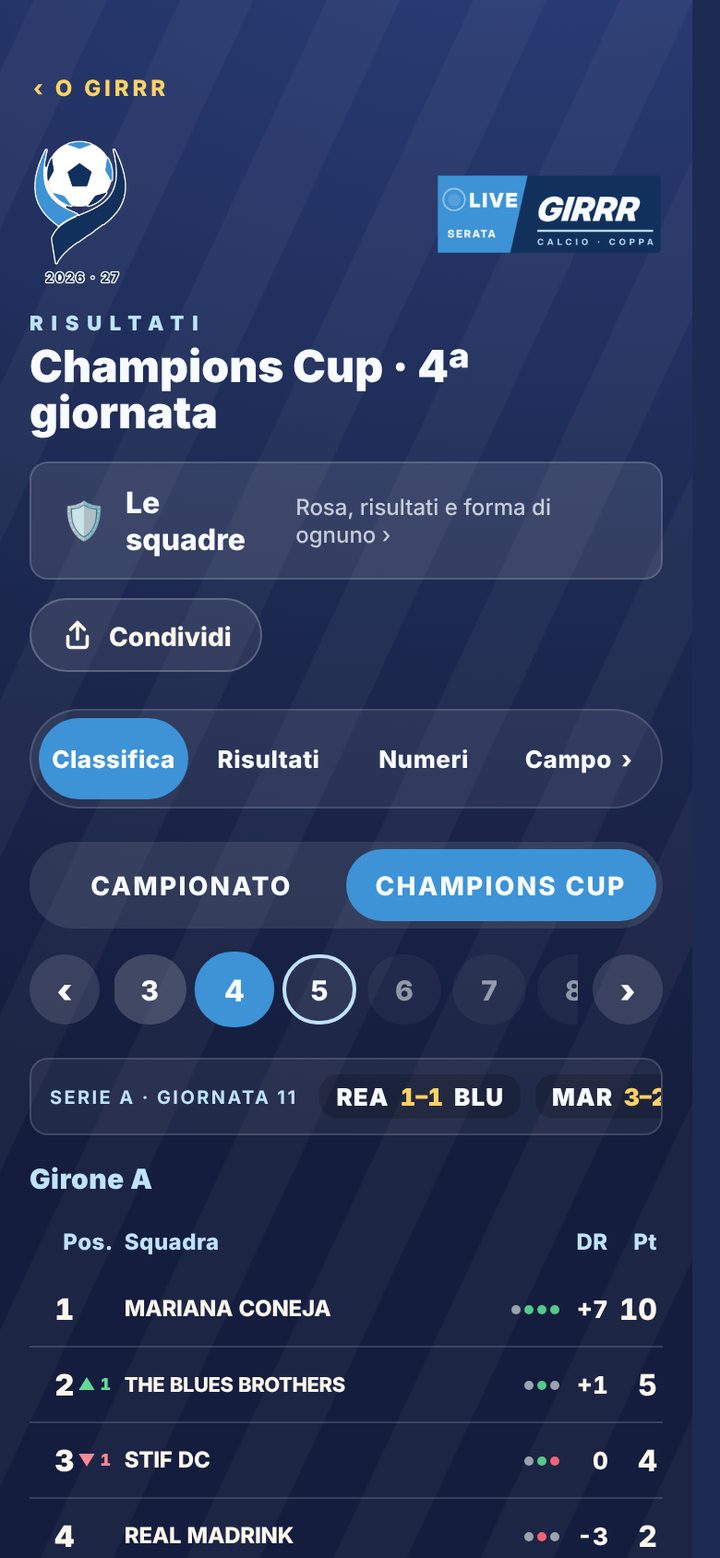 ‹ O GIRRR
LIVE
SERATA
GIRRR
CALCIO · COPPA
2026 • 27
RISULTATI
Champions Cup · 4ª
giornata
Le
squadre
Rosa, risultati e forma di
ognuno ›
Condividi
Classifica Risultati Numeri Campo ›
CAMPIONATO CHAMPIONS CUP
‹ 3 4 5 6 7 8 ›
SERIE A · GIORNATA 11 REA 1–1 BLU MAR 3–2
Girone A
Pos. Squadra DR Pt
1 MARIANA CONEJA +7 10
2 ▲ 1 THE BLUES BROTHERS +1 5
3 ▼ 1 STIF DC 0 4
4 REAL MADRINK -3 2